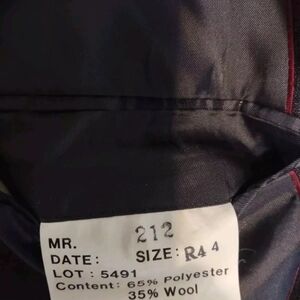 MR. 212
DATE: SIZE: R4 4
LOT: 5491
Content: 65% Polyester
35% Wool